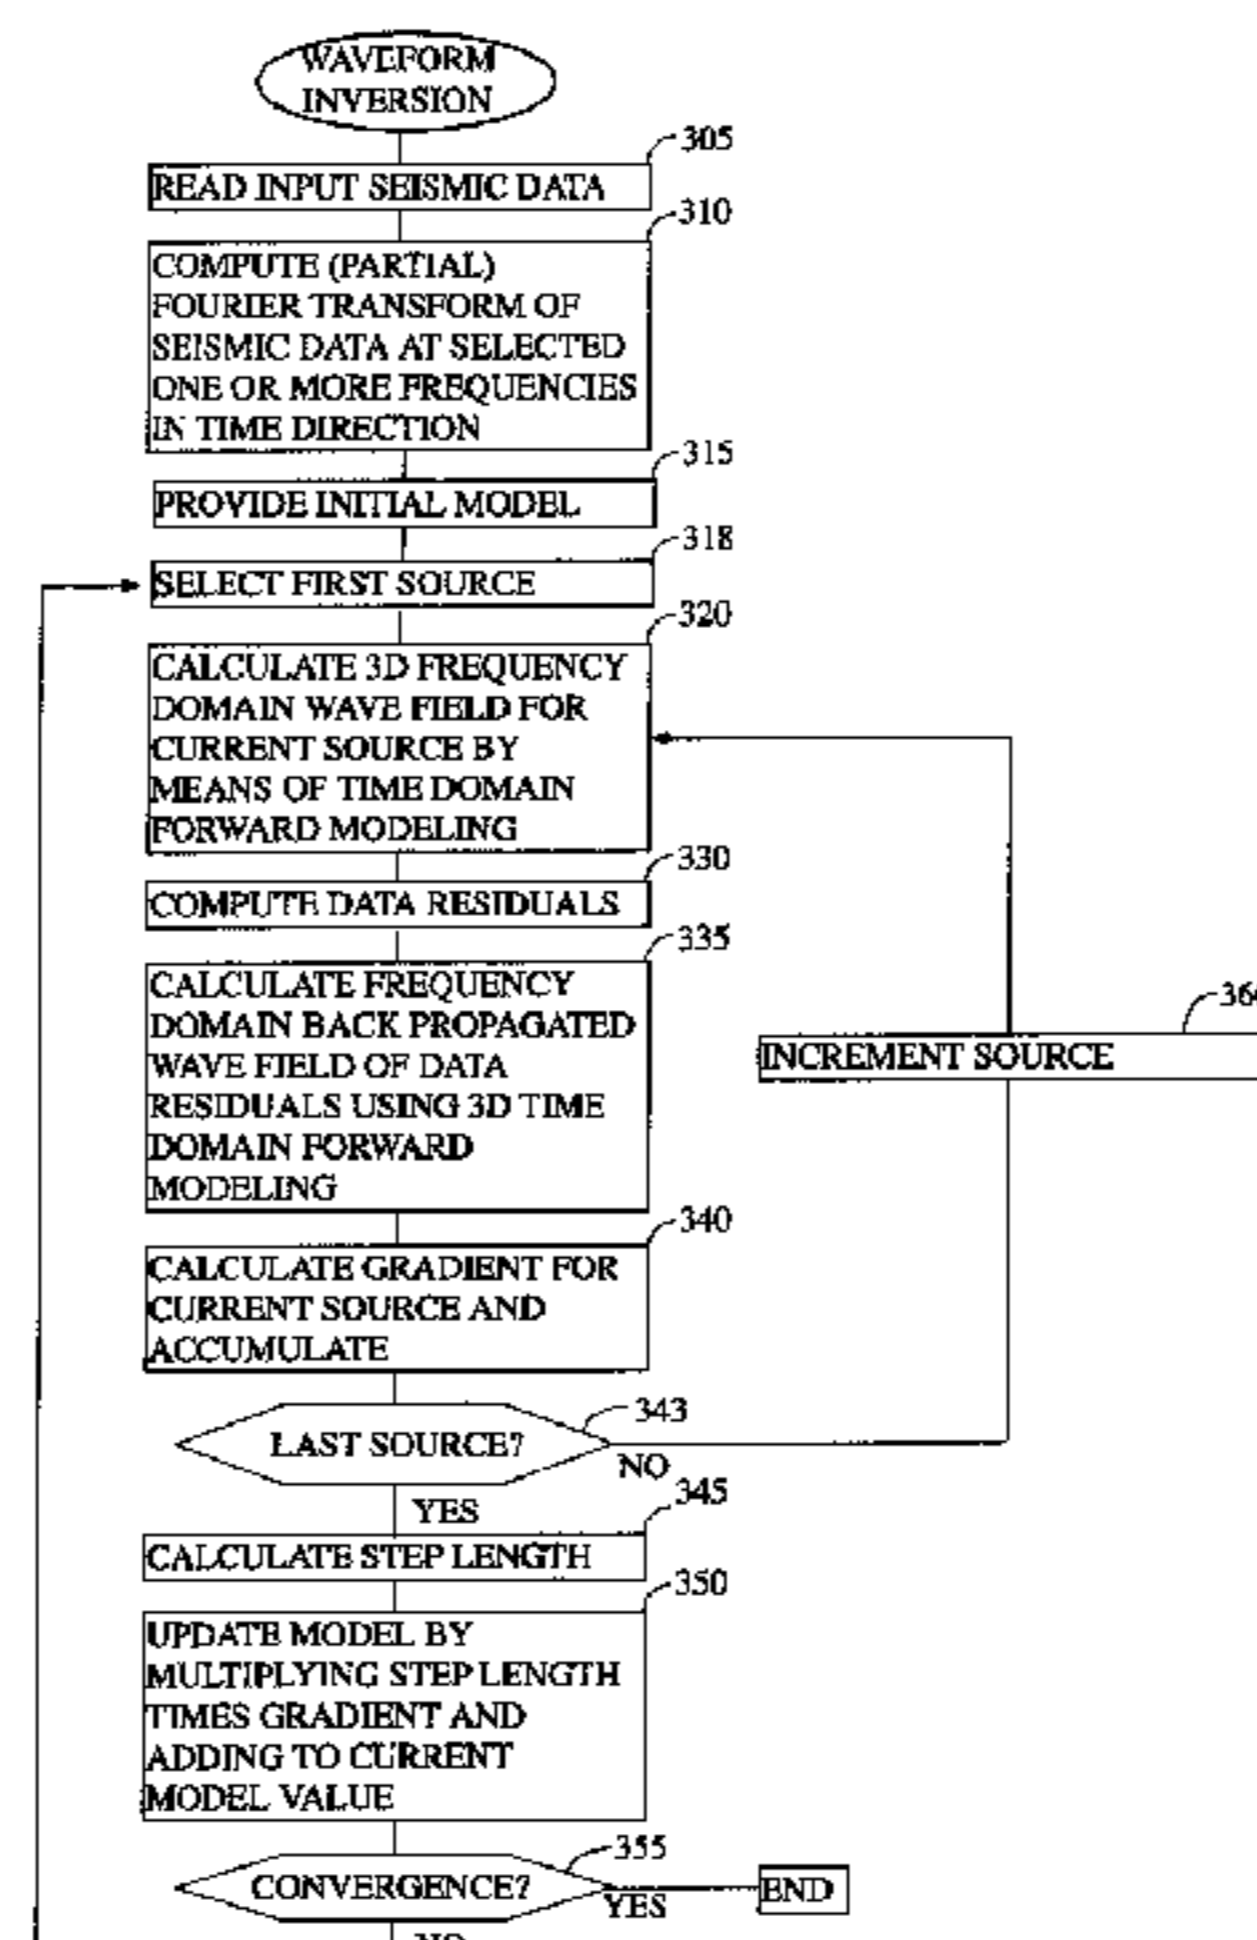 WAVEFORM
INVERSION
305
READ INPUT SEISMIC DATA
310
COMPUTE (PARTIAL)
FOURIER TRANSFORM OF
SEISMIC DATA AT SELECTED
ONE OR MORE FREQUENCIES
IN TIME DIRECTION
315
PROVIDE INITIAL MODEL
318
SELECT FIRST SOURCE
320
CALCULATE 3D FREQUENCY
DOMAIN WAVE FIELD FOR
CURRENT SOURCE BY
MEANS OF TIME DOMAIN
FORWARD MODELING
330
COMPUTE DATA RESIDUALS
335
CALCULATE FREQUENCY
DOMAIN BACK PROPAGATED
WAVE FIELD OF DATA
RESIDUALS USING 3D TIME
DOMAIN FORWARD
MODELING
INCREMENT SOURCE
340
CALCULATE GRADIENT FOR
CURRENT SOURCE AND
ACCUMULATE
343
LAST SOURCE?
NO
YES
345
CALCULATE STEP LENGTH
350
UPDATE MODEL BY
MULTIPLYING STEP LENGTH
TIMES GRADIENT AND
ADDING TO CURRENT
MODEL VALUE
355
CONVERGENCE?
YES
END
NO